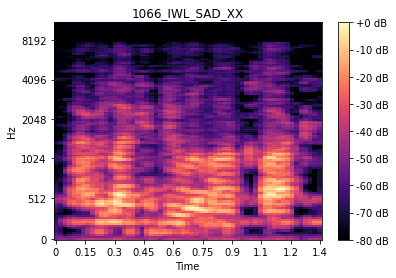 1066_IWL_SAD_XX
+0 dB
8192
-10 dB
4096
-20 dB
-30 dB
2048
-40 dB
Hz
1024
-50 dB
512
-60 dB
-70 dB
0
-80 dB
0 0.15 0.3 0.45 0.6 0.75 0.9 1.1 1.2 1.4
Time